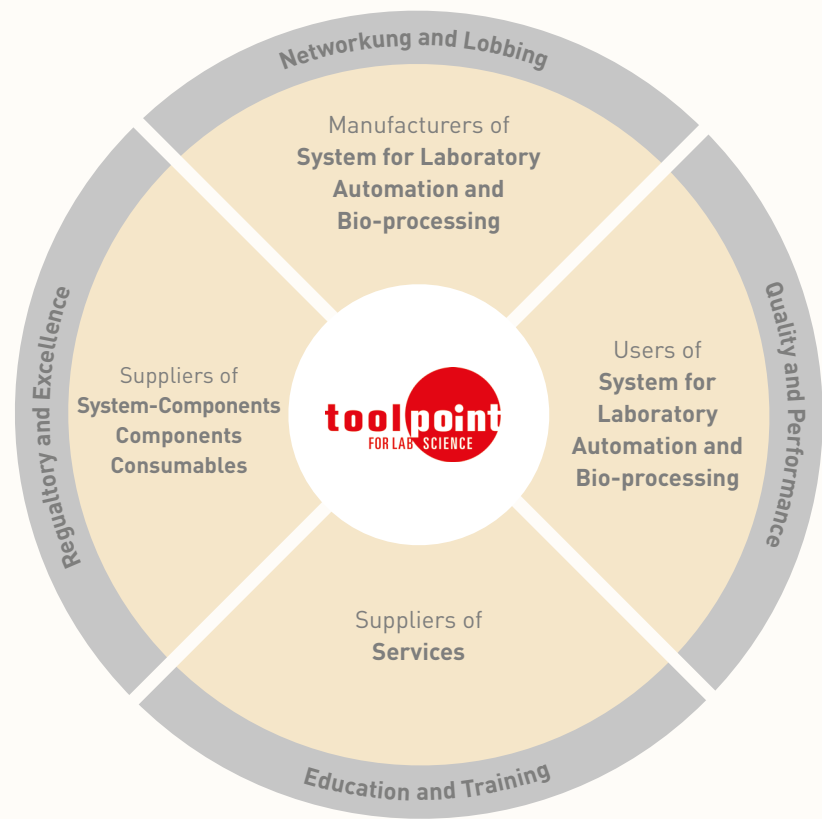 Networkung and Lobbing
Manufacturers of
System for Laboratory
Automation and
Bio-processing
Regualtory and Excellence
Suppliers of
System-Components
Components
Consumables
toolpoint
FOR LAB SCIENCE
Users of
System for
Laboratory
Automation and
Bio-processing
Quality and Performance
Suppliers of
Services
Education and Training